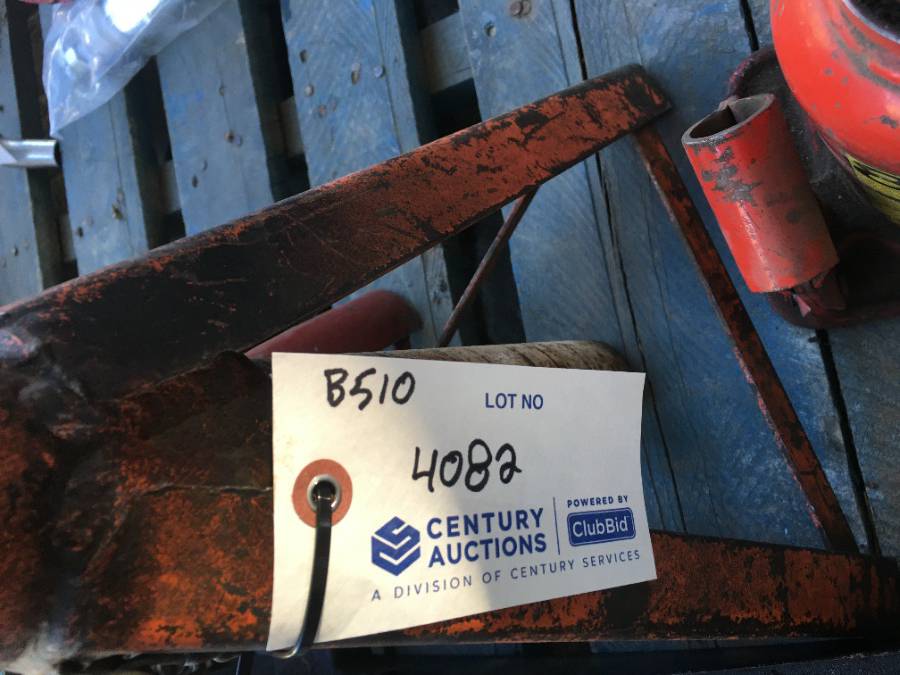 B510
LOT NO
4082
CENTURY
AUCTIONS
POWERED BY
ClubBid
A DIVISION OF CENTURY SERVICES